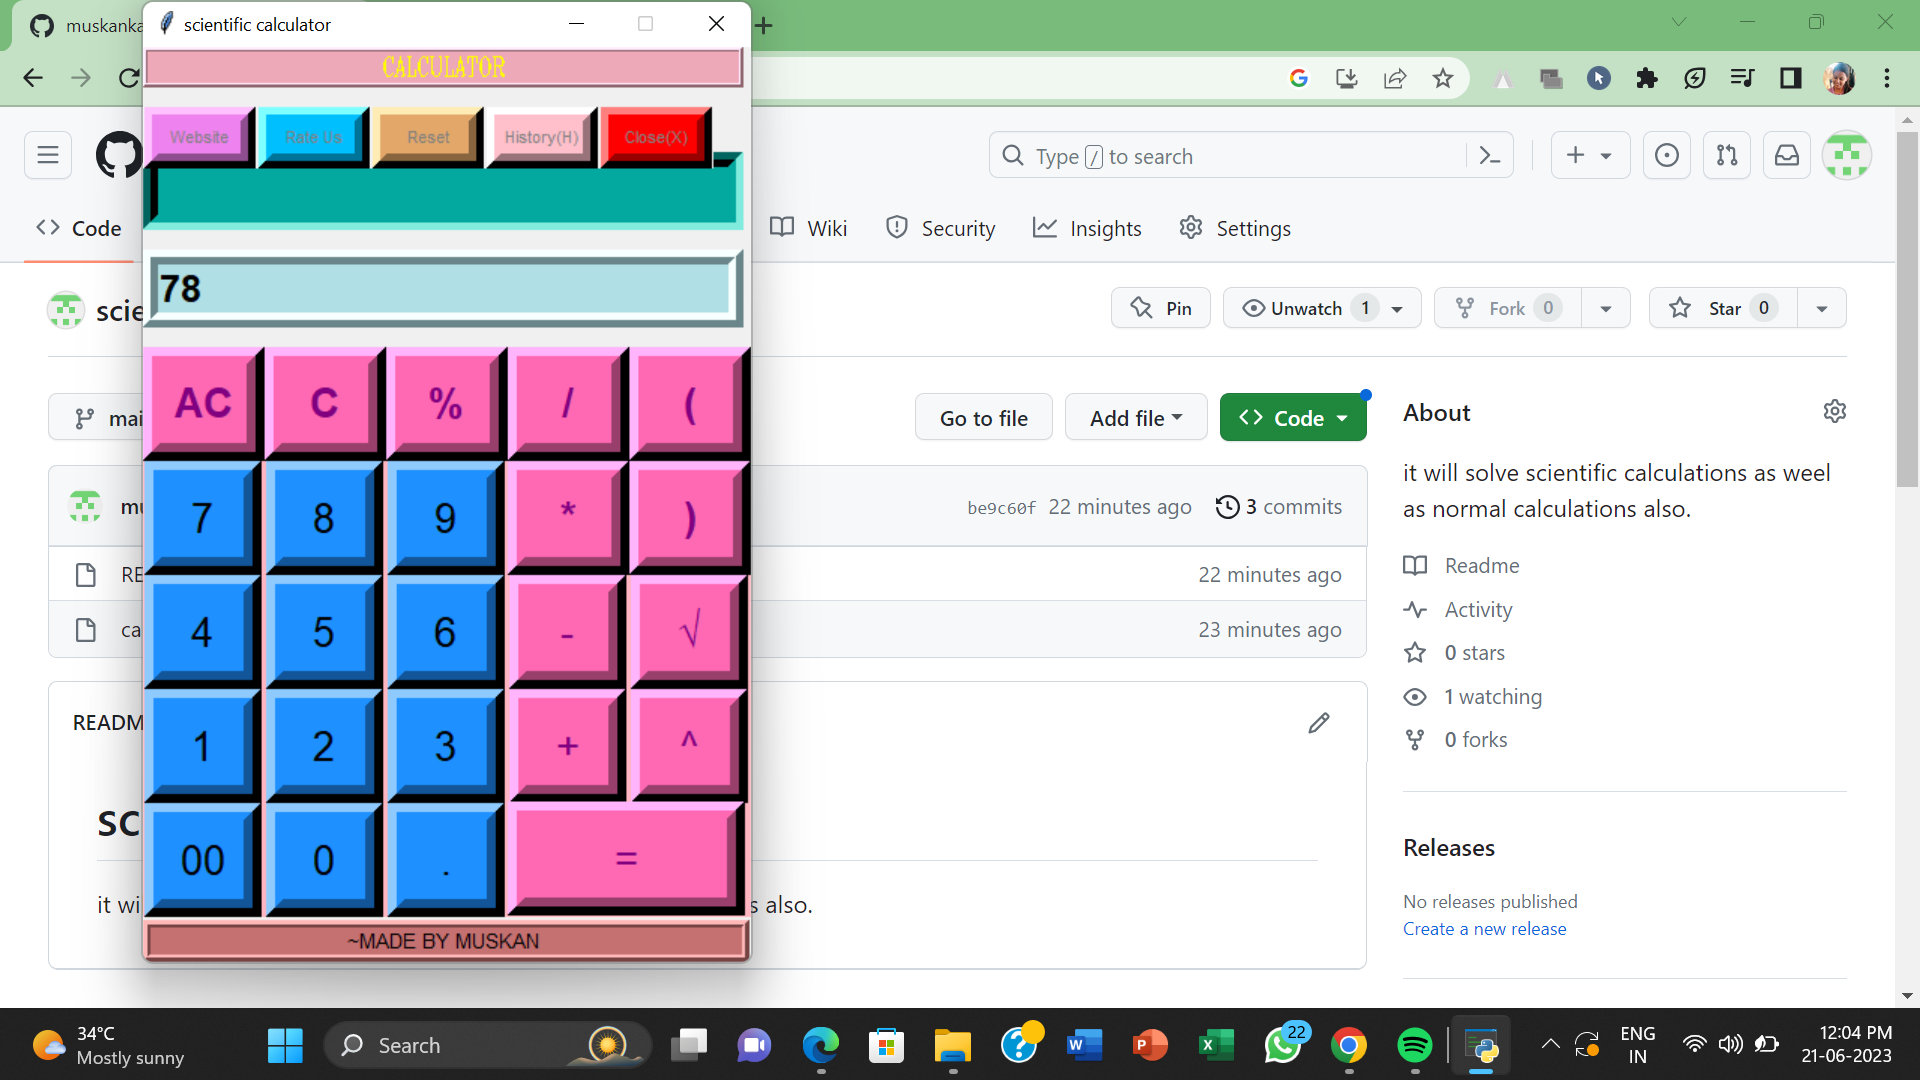 muskanka
scientific calculator
CALCULATOR
Website Rate Us Reset History(H) Close(X)
Type / to search
Code
Wiki
Security
Insights
Settings
78
scie
Pin
Unwatch 1
Fork 0
Star 0
AC C % / (
7 8 9 * )
4 5 6 - √
1 2 3 + ^
00 0 . =
~MADE BY MUSKAN
mai
Go to file
Add file
Code
mu
be9c60f 22 minutes ago 3 commits
RE
22 minutes ago
ca
23 minutes ago
READM
sc
it wi
s also.
About
it will solve scientific calculations as weel
as normal calculations also.
Readme
Activity
0 stars
1 watching
0 forks
Releases
No releases published
Create a new release
34°C
Mostly sunny
Search
22
ENG
IN
12:04 PM
21-06-2023